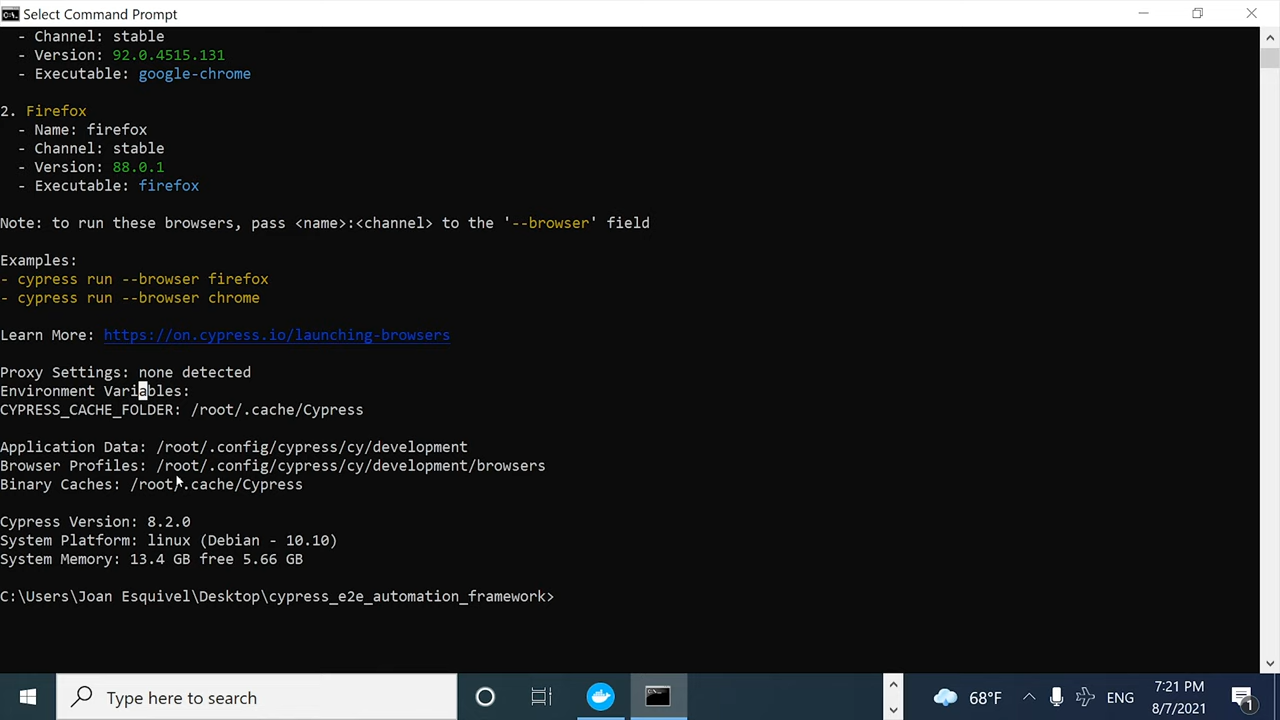 Select Command Prompt
- Channel: stable
- Version: 92.0.4515.131
- Executable: google-chrome
2. Firefox
- Name: firefox
- Channel: stable
- Version: 88.0.1
- Executable: firefox
Note: to run these browsers, pass <name>:<channel> to the '--browser' field
Examples:
- cypress run --browser firefox
- cypress run --browser chrome
Learn More: https://on.cypress.io/launching-browsers
Proxy Settings: none detected
Environment Variables:
CYPRESS_CACHE_FOLDER: /root/.cache/Cypress
Application Data: /root/.config/cypress/cy/development
Browser Profiles: /root/.config/cypress/cy/development/browsers
Binary Caches: /root/.cache/Cypress
Cypress Version: 8.2.0
System Platform: linux (Debian - 10.10)
System Memory: 13.4 GB free 5.66 GB
C:\Users\Joan Esquivel\Desktop\cypress_e2e_automation_framework>
Type here to search
68°F
ENG
7:21 PM
8/7/2021
1